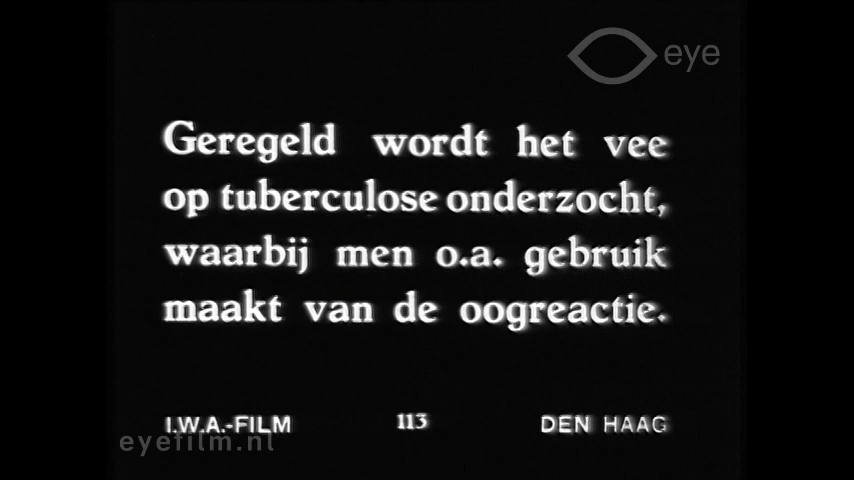 eye
Geregeld wordt het vee
op tuberculose onderzocht,
waarbij men o.a. gebruik
maakt van de oogreactie.
I.W.A.-FILM 113 DEN HAAG
eyefilm.nl